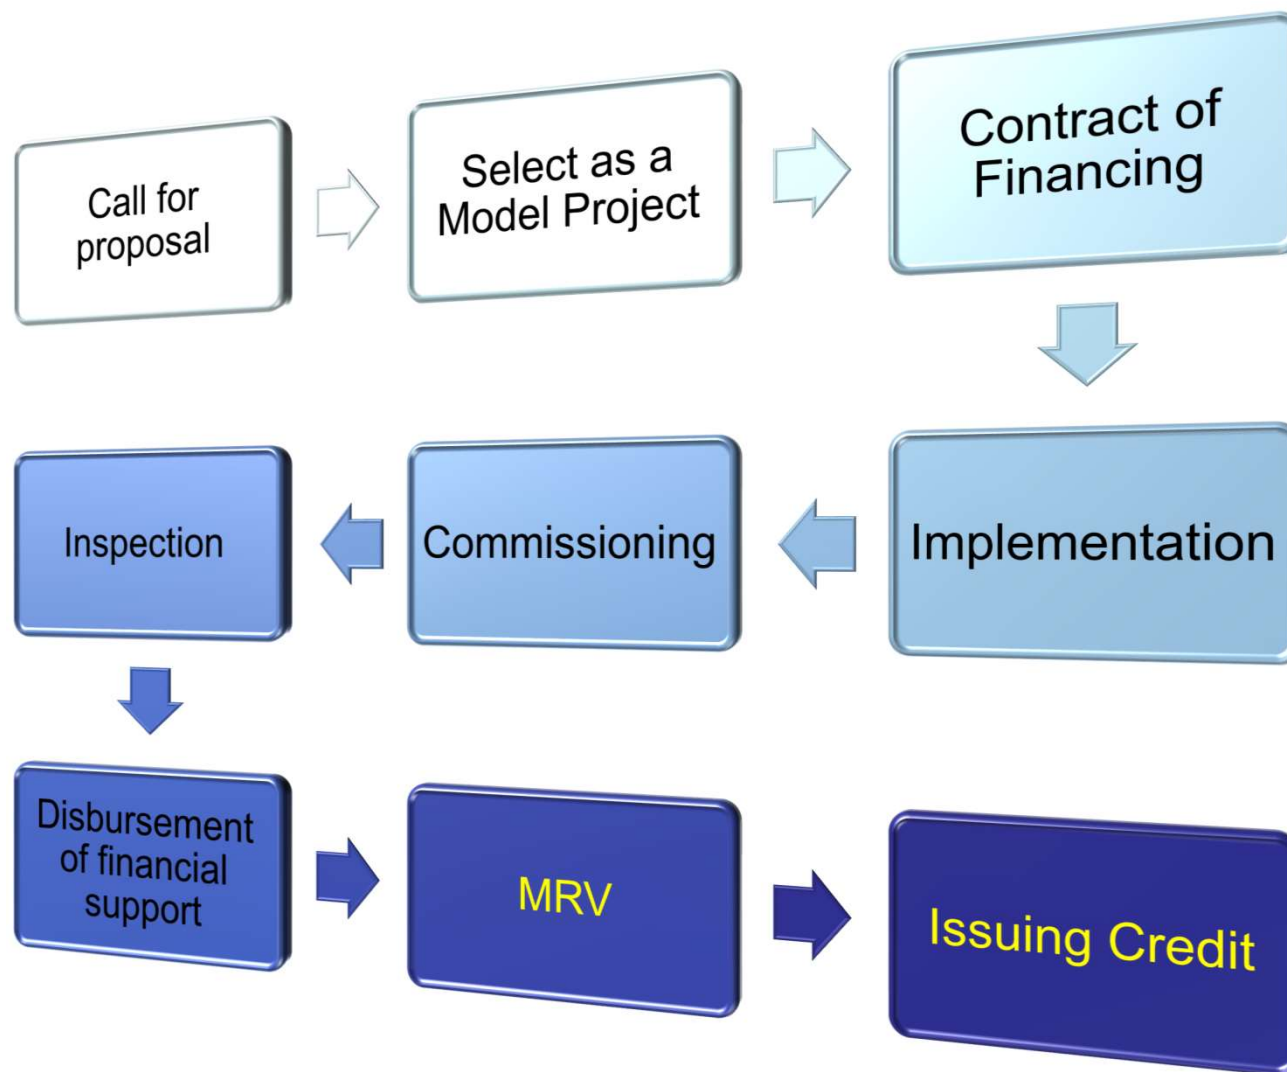 Call for
proposal
Select as a
Model Project
Contract of
Financing
Implementation
Commissioning
Inspection
Disbursement
of financial
support
MRV
Issuing Credit